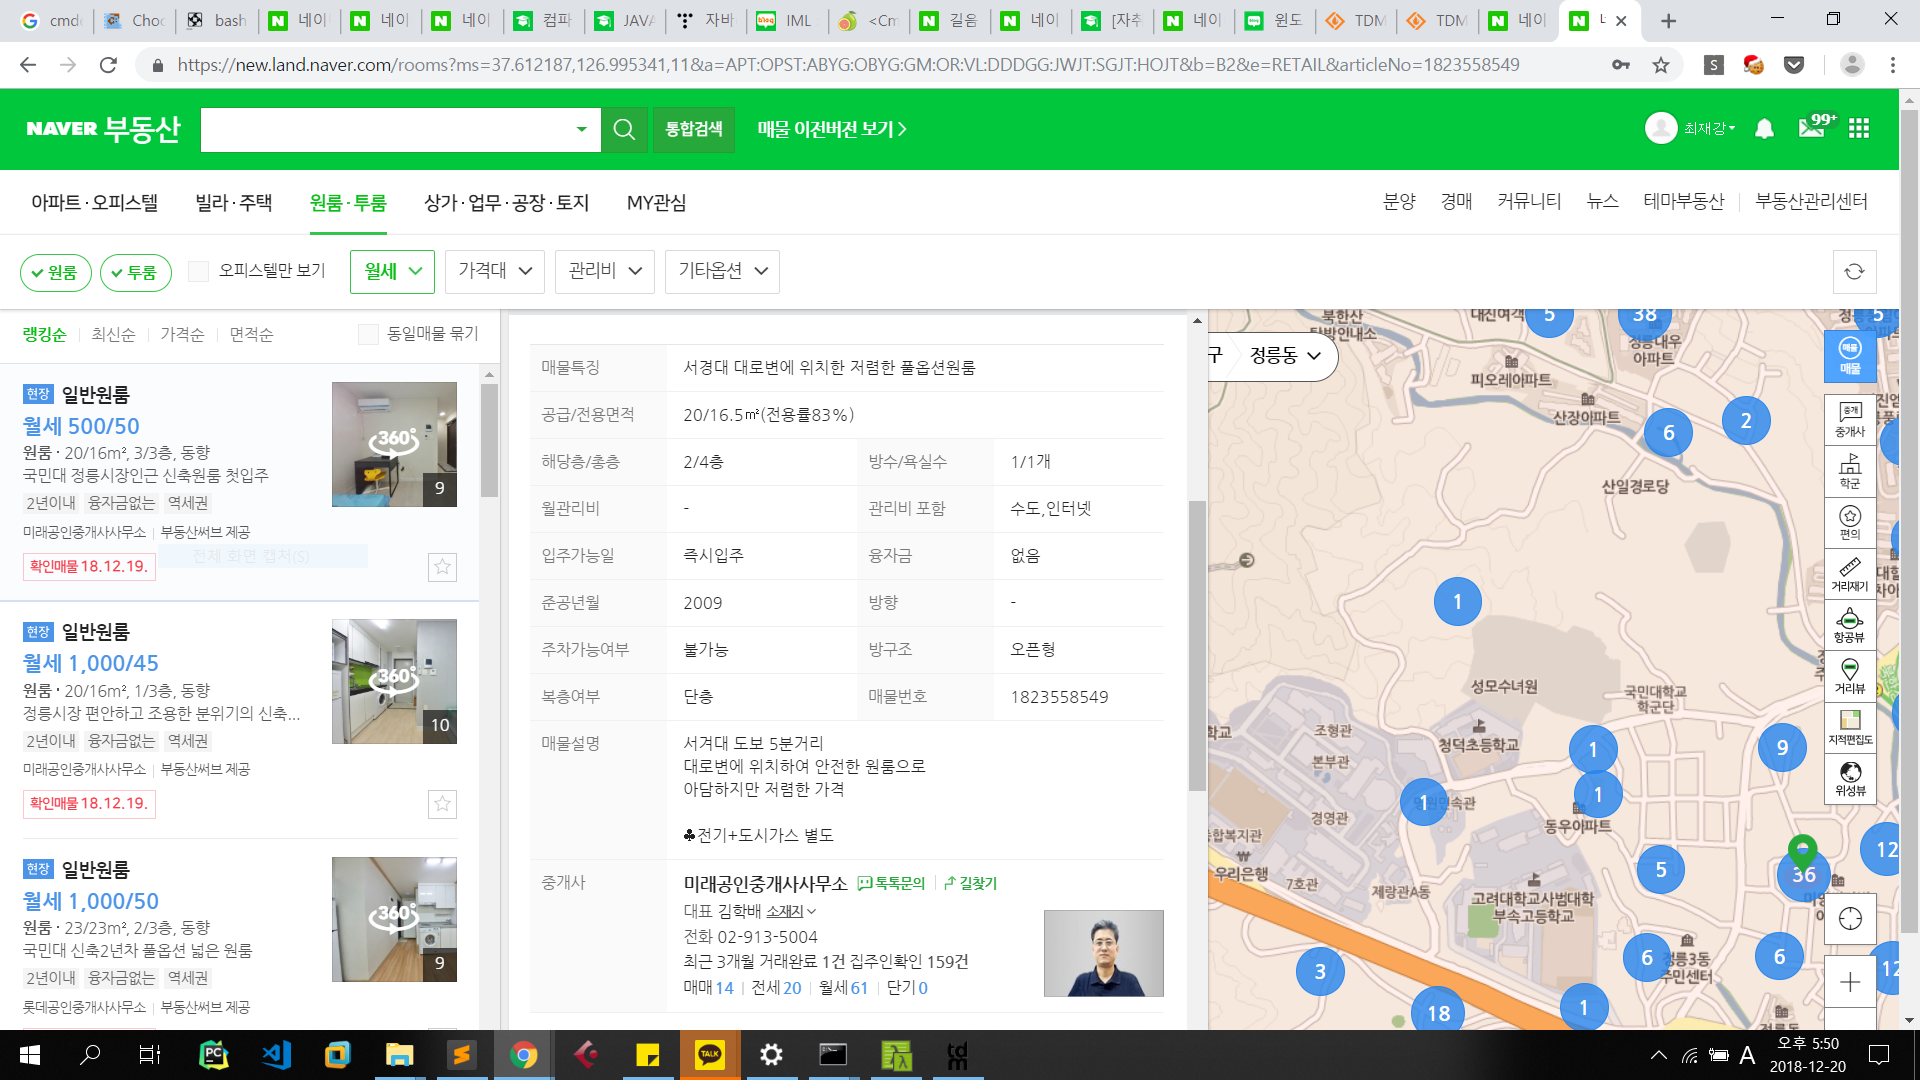 cmd
Choc
bash
네이
네이
네이
컴파
JAVA
자바
IML
<Cm
길음
네이
[자취
네이
윈도
TDM
TDM
네이
https://new.land.naver.com/rooms?ms=37.612187,126.995341,11&a=APT:OPST:ABYG:OBYG:GM:OR:VL:DDDGG:JWJT:SGJT:HOJT&b=B2&e=RETAIL&articleNo=1823558549
NAVER 부동산
통합검색
매물 이전버전 보기
최재강
99+
아파트·오피스텔
빌라·주택
원룸·투룸
상가·업무·공장·토지
MY관심
분양
경매
커뮤니티
뉴스
테마부동산
부동산관리센터
원룸
투룸
오피스텔만 보기
월세
가격대
관리비
기타옵션
랭킹순
최신순
가격순
면적순
동일매물 묶기
현장 일반원룸
월세 500/50
원룸 · 20/16m², 3/3층, 동향
국민대 정릉시장인근 신축원룸 첫입주
2년이내 융자금없는 역세권
미래공인중개사사무소 | 부동산써브 제공
전체 화면 캡처(S)
확인매물 18.12.19.
360°
9
현장 일반원룸
월세 1,000/45
원룸 · 20/16m², 1/3층, 동향
정릉시장 편안하고 조용한 분위기의 신축...
2년이내 융자금없는 역세권
미래공인중개사사무소 | 부동산써브 제공
확인매물 18.12.19.
360°
10
현장 일반원룸
월세 1,000/50
원룸 · 23/23m², 2/3층, 동향
국민대 신축2년차 풀옵션 넓은 원룸
2년이내 융자금없는 역세권
롯데공인중개사사무소 | 부동산써브 제공
360°
9
매물특징 서경대 대로변에 위치한 저렴한 풀옵션원룸
공급/전용면적 20/16.5㎡(전용률83%)
해당층/총층 2/4층 방수/욕실수 1/1개
월관리비 - 관리비 포함 수도,인터넷
입주가능일 즉시입주 융자금 없음
준공년월 2009 방향 -
주차가능여부 불가능 방구조 오픈형
복층여부 단층 매물번호 1823558549
매물설명 서겨대 도보 5분거리
대로변에 위치하여 안전한 원룸으로
아담하지만 저렴한 가격
♣전기+도시가스 별도
중개사 미래공인중개사사무소 톡톡문의 길찾기
대표 김학배 소재지
전화 02-913-5004
최근 3개월 거래완료 1건 집주인확인 159건
매매 14 | 전세 20 | 월세 61 | 단기 0
구
정릉동
북한산
탐방안내소
대진여객
5
38
5
정릉대우
아파트
피오레아파트
산장아파트
6
2
산일경로당
1
성모수녀원
국민대학교
학군단
조형관
본부관
청덕초등학교
1
9
1
1
동우아파트
경영관
종합복지관
우리은행
7호관
제랑관A동
고려대학교사범대학
부속고등학교
5
12
36
3
6
정릉3동
주민센터
6
12
18
1
매물
매물
중개
중개사
학군
편의
거리재기
항공뷰
거리뷰
지적편집도
위성뷰
PC
TALK
tdm
A
오후 5:50
2018-12-20